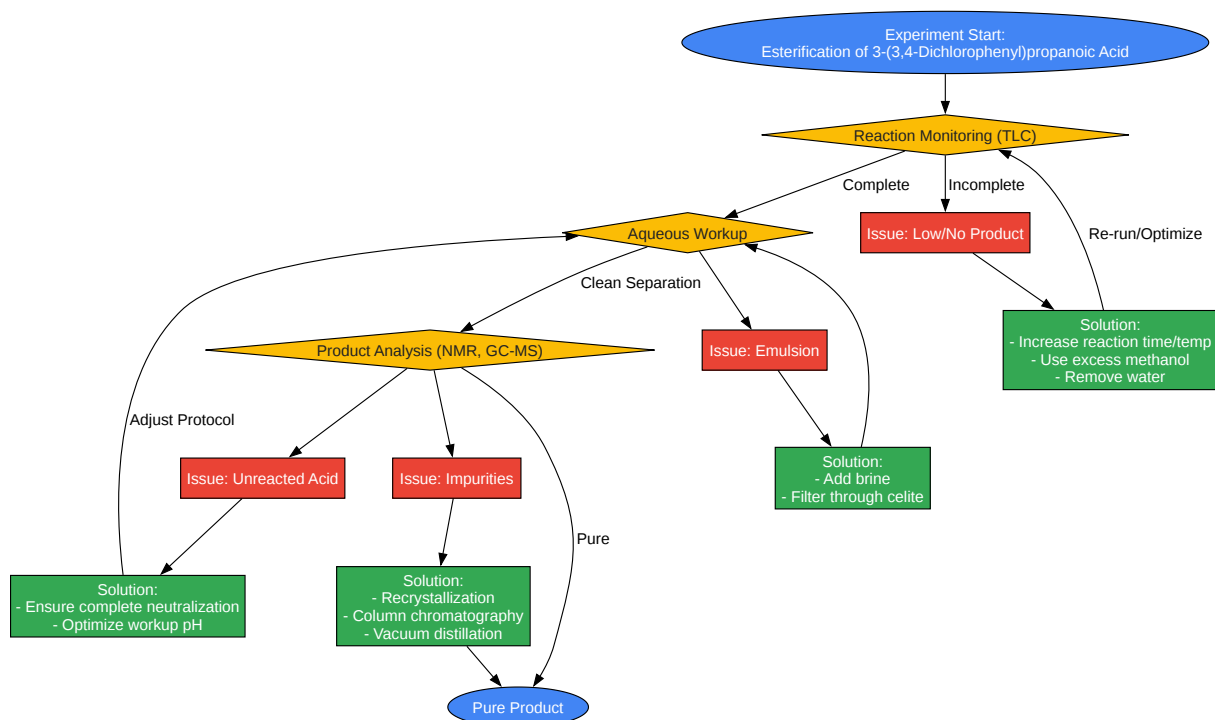 Experiment Start:
Esterification of 3-(3,4-Dichlorophenyl)propanoic Acid
Reaction Monitoring (TLC)
Complete
Incomplete
Aqueous Workup
Issue: Low/No Product
Re-run/Optimize
Clean Separation
Solution:
- Increase reaction time/temp
- Use excess methanol
- Remove water
Product Analysis (NMR, GC-MS)
Issue: Emulsion
Adjust Protocol
Issue: Unreacted Acid
Issue: Impurities
Solution:
- Add brine
- Filter through celite
Pure
Solution:
- Ensure complete neutralization
- Optimize workup pH
Solution:
- Recrystallization
- Column chromatography
- Vacuum distillation
Pure Product